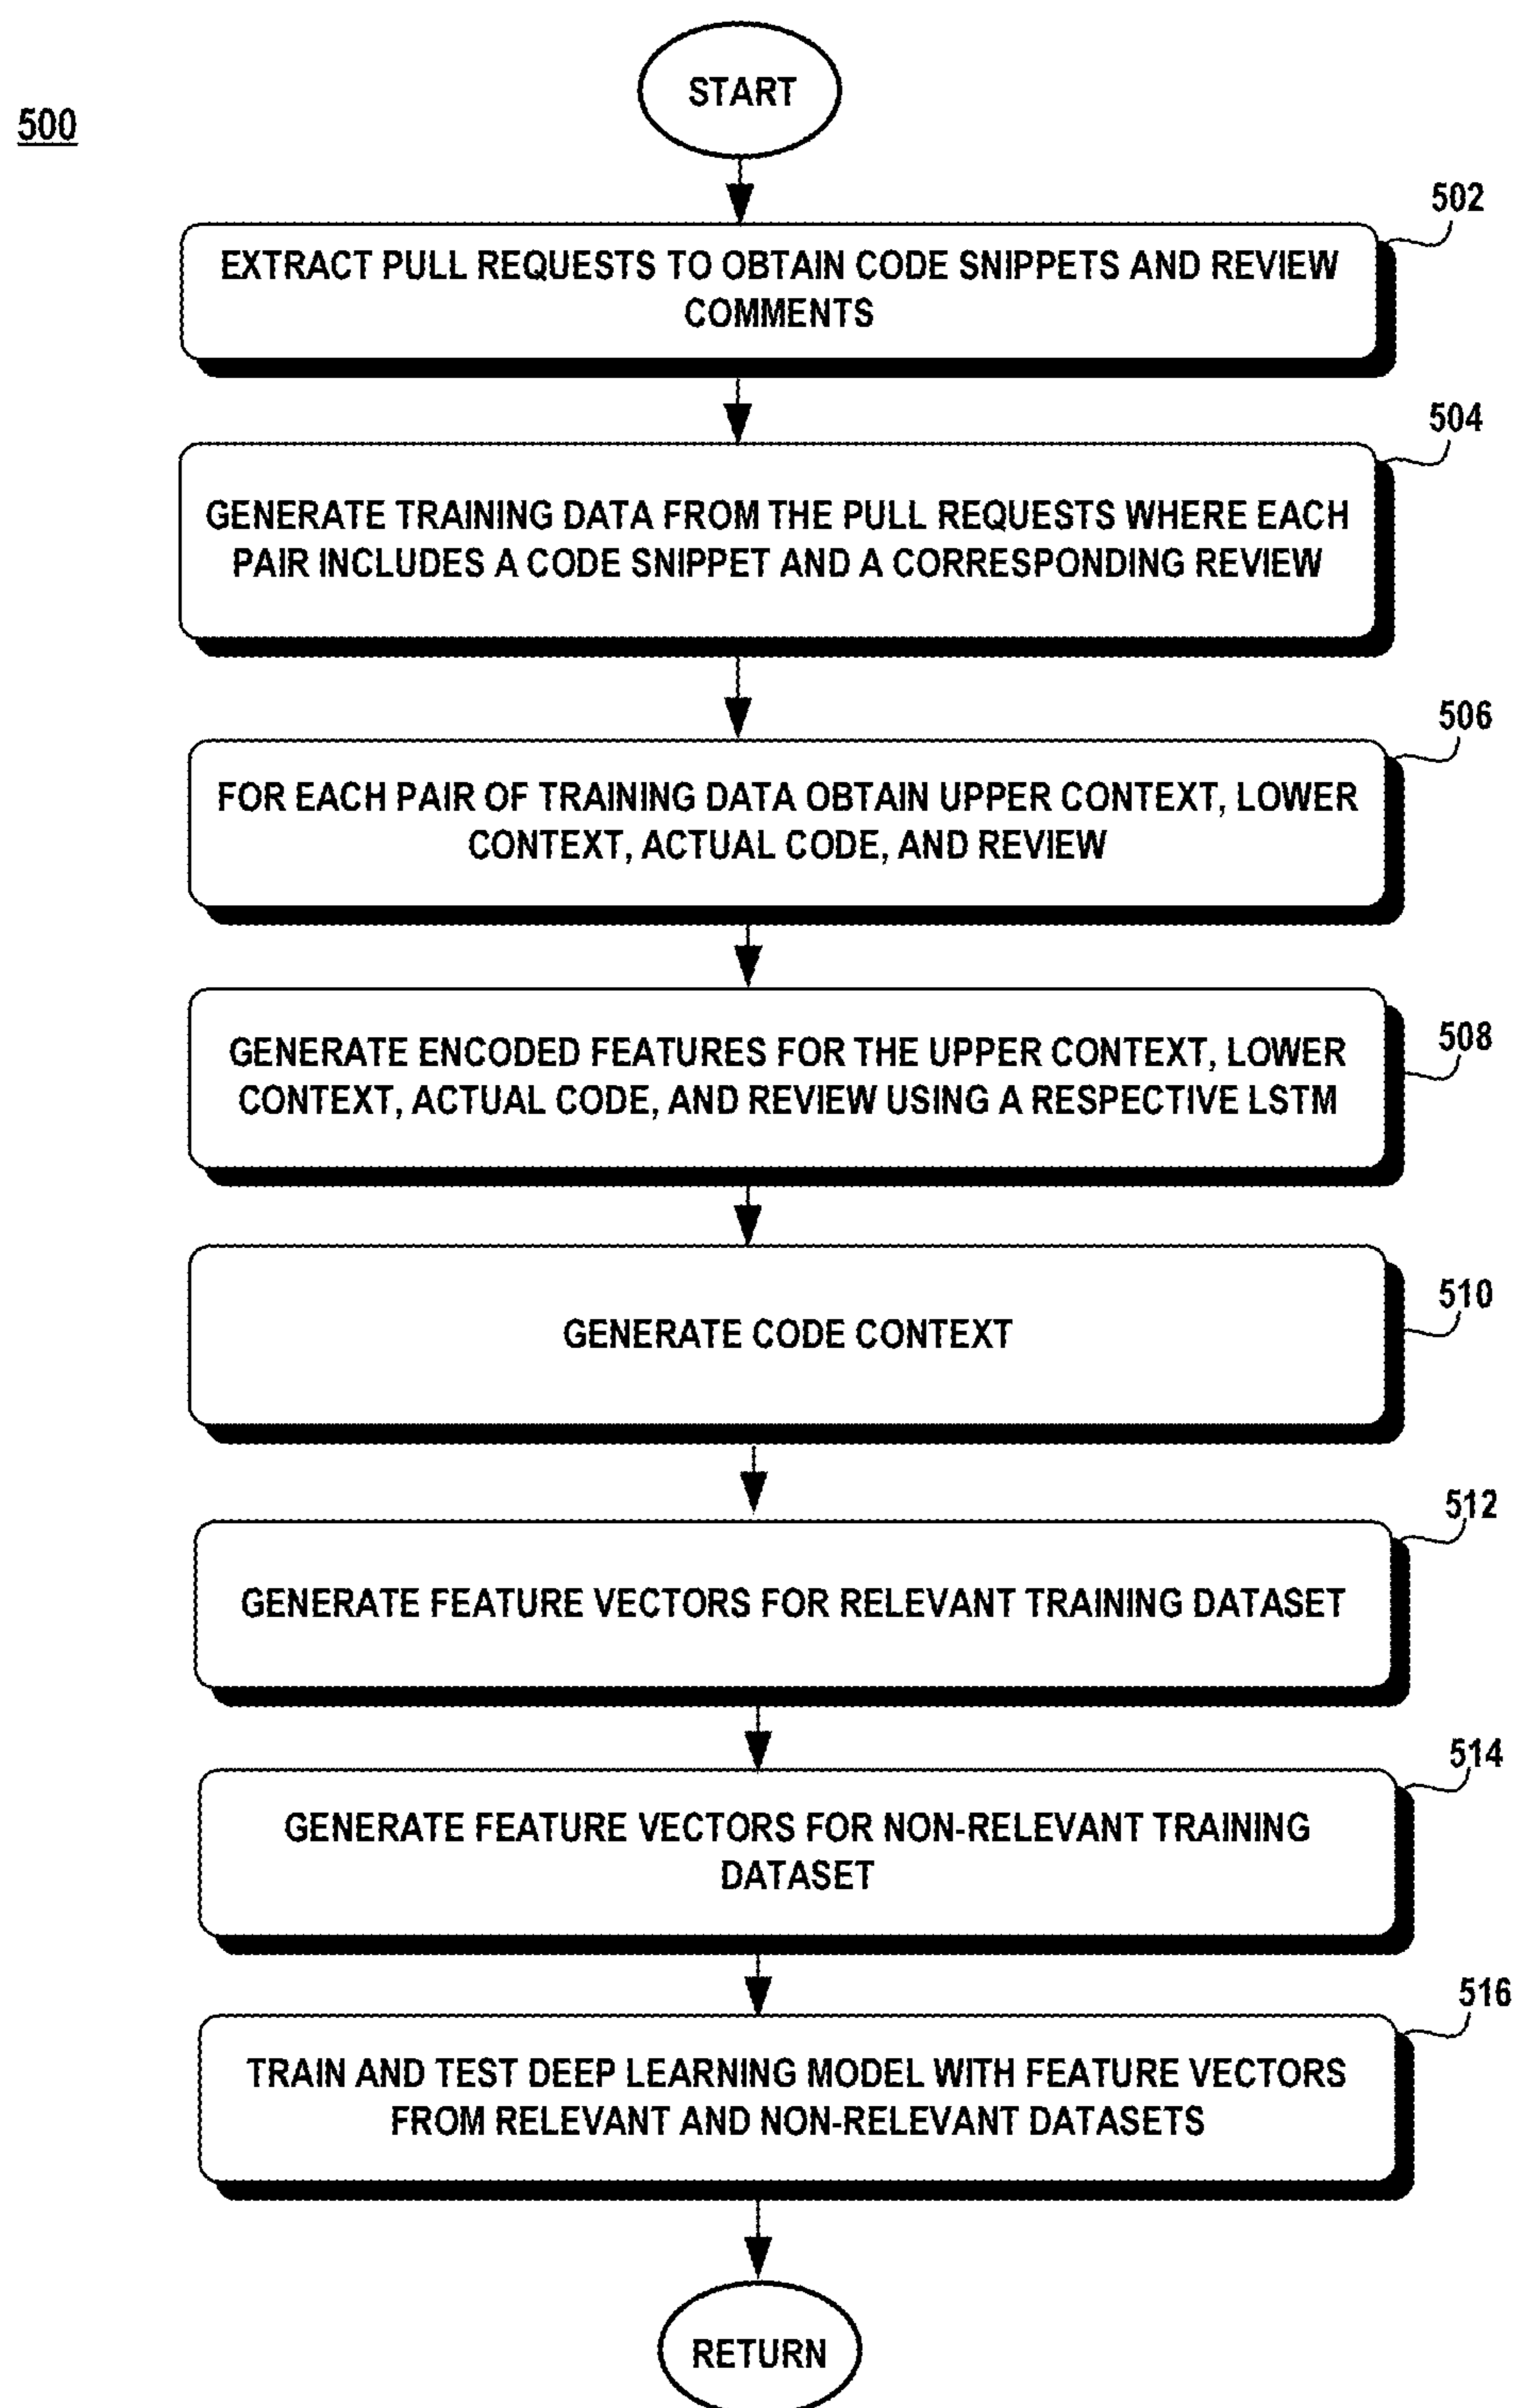 START
500
502
EXTRACT PULL REQUESTS TO OBTAIN CODE SNIPPETS AND REVIEW
COMMENTS
504
GENERATE TRAINING DATA FROM THE PULL REQUESTS WHERE EACH
PAIR INCLUDES A CODE SNIPPET AND A CORRESPONDING REVIEW
506
FOR EACH PAIR OF TRAINING DATA OBTAIN UPPER CONTEXT, LOWER
CONTEXT, ACTUAL CODE, AND REVIEW
508
GENERATE ENCODED FEATURES FOR THE UPPER CONTEXT, LOWER
CONTEXT, ACTUAL CODE, AND REVIEW USING A RESPECTIVE LSTM
510
GENERATE CODE CONTEXT
512
GENERATE FEATURE VECTORS FOR RELEVANT TRAINING DATASET
514
GENERATE FEATURE VECTORS FOR NON-RELEVANT TRAINING
DATASET
516
TRAIN AND TEST DEEP LEARNING MODEL WITH FEATURE VECTORS
FROM RELEVANT AND NON-RELEVANT DATASETS
RETURN